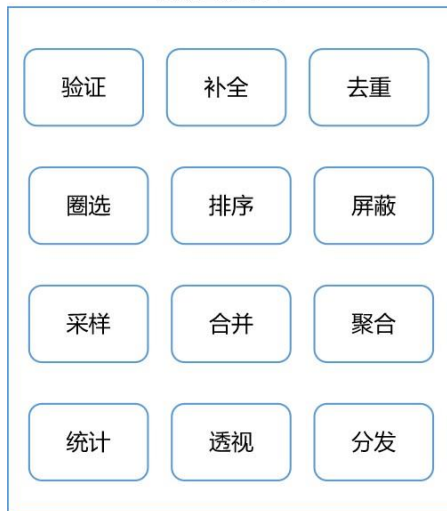 验证 补全 去重
圈选 排序 屏蔽
采样 合并 聚合
统计 透视 分发